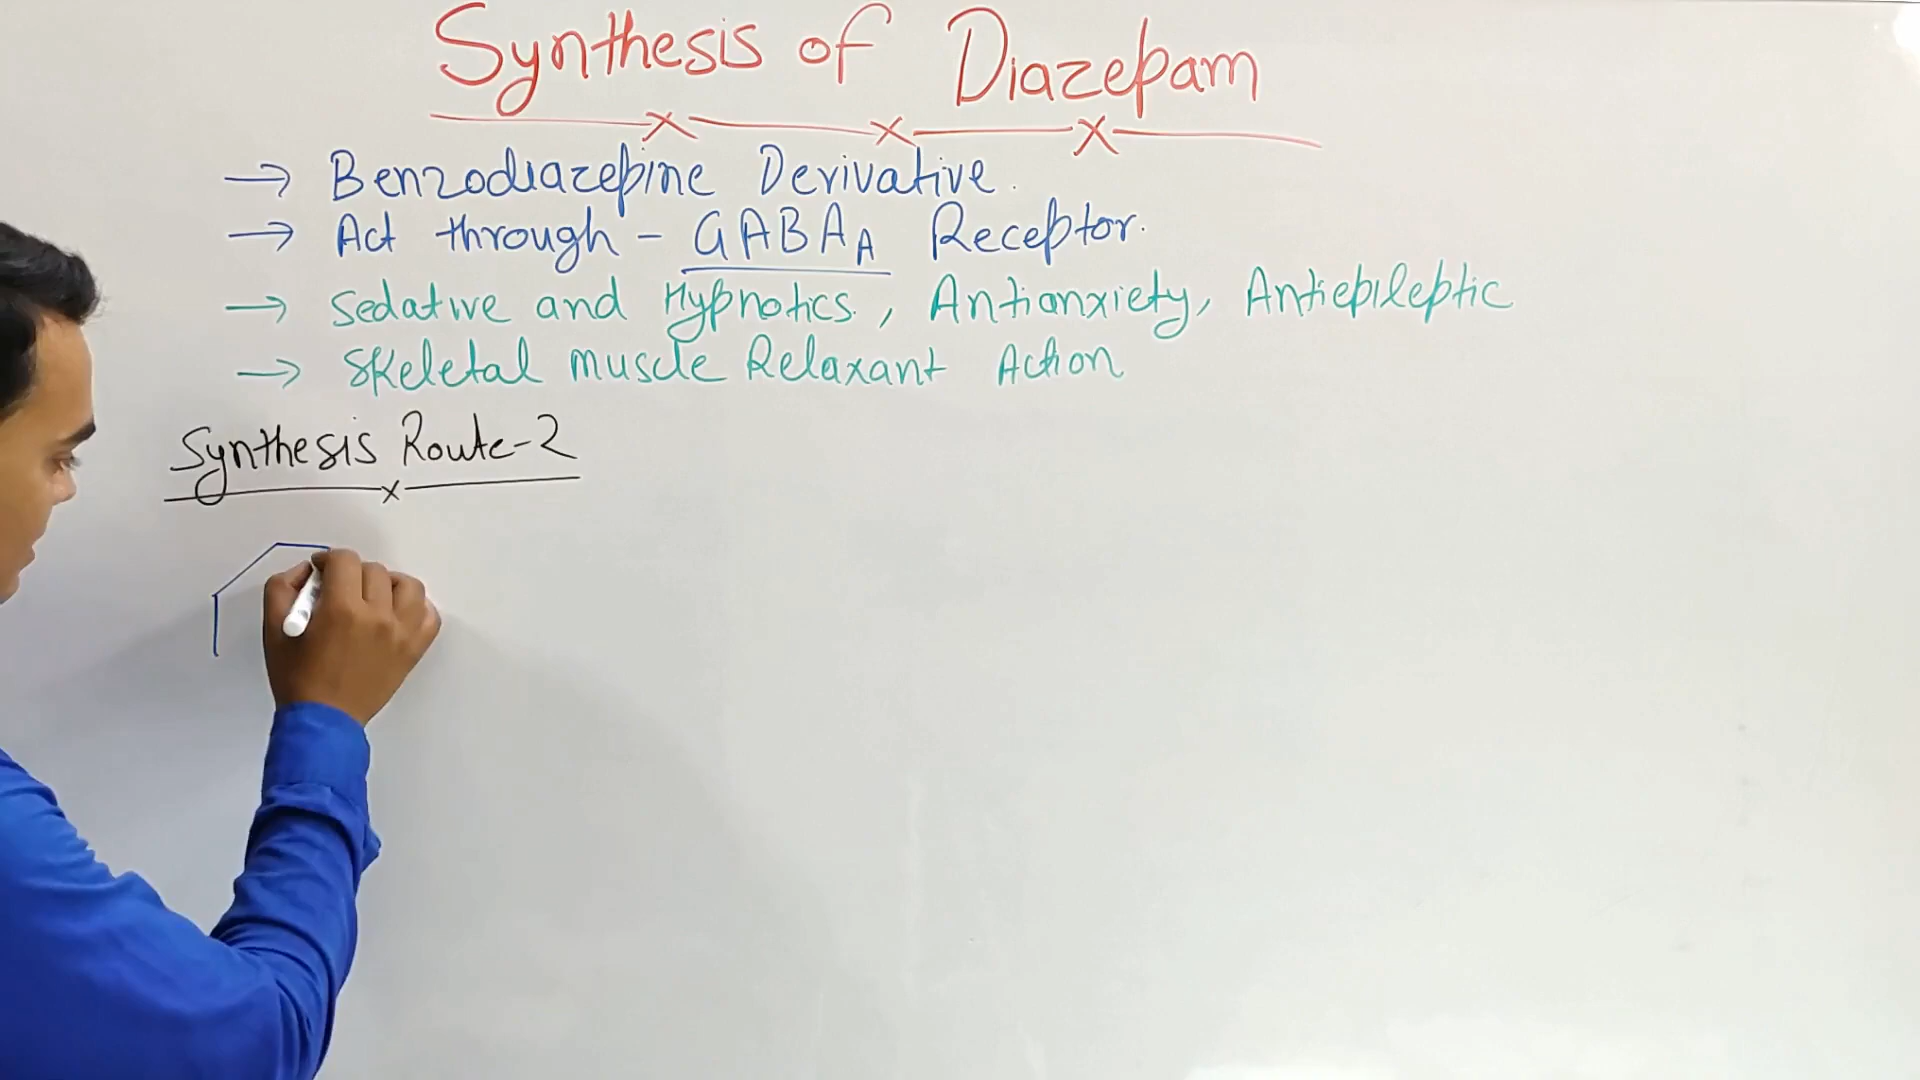 Synthesis of Diazepam
→ Benzodiazepine Derivative.
→ Act through - GABAA Receptor.
→ Sedative and Hypnotics, Antianxiety, Antiepileptic
→ Skeletal muscle Relaxant Action
Synthesis Route-2